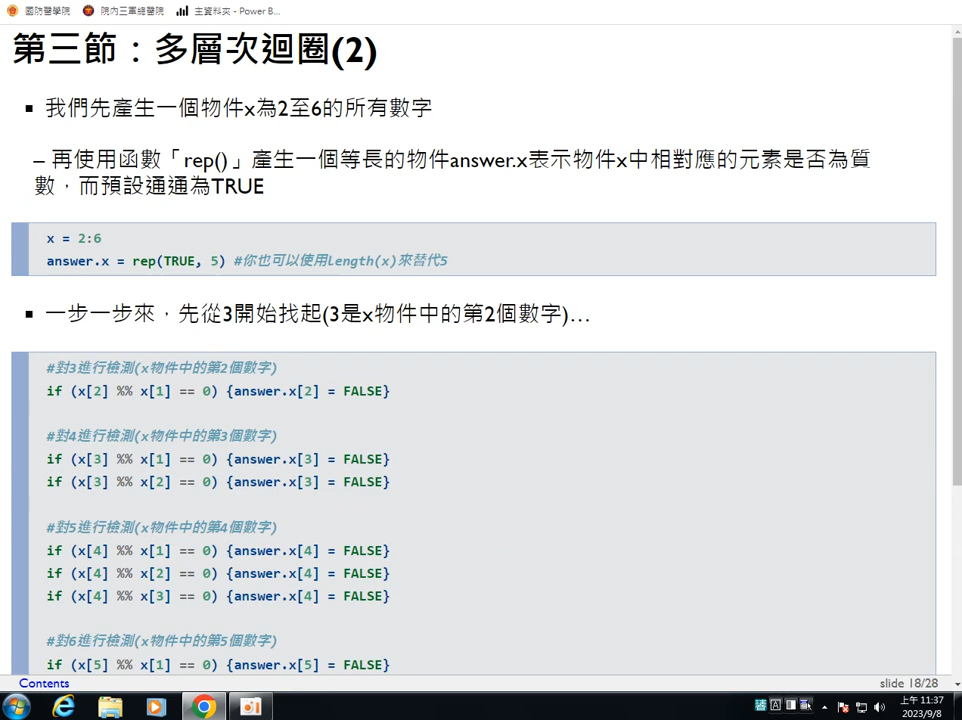 國防醫學院 院內三軍總醫院 主資料夾 - Power B...
第三節：多層次迴圈(2)
▪ 我們先產生一個物件x為2至6的所有數字
– 再使用函數「rep()」產生一個等長的物件answer.x表示物件x中相對應的元素是否為質
數，而預設通通為TRUE
x = 2:6
answer.x = rep(TRUE, 5) #你也可以使用length(x)來替代5
▪ 一步一步來，先從3開始找起(3是x物件中的第2個數字)…
#對3進行檢測(x物件中的第2個數字)
if (x[2] %% x[1] == 0) {answer.x[2] = FALSE}
#對4進行檢測(x物件中的第3個數字)
if (x[3] %% x[1] == 0) {answer.x[3] = FALSE}
if (x[3] %% x[2] == 0) {answer.x[3] = FALSE}
#對5進行檢測(x物件中的第4個數字)
if (x[4] %% x[1] == 0) {answer.x[4] = FALSE}
if (x[4] %% x[2] == 0) {answer.x[4] = FALSE}
if (x[4] %% x[3] == 0) {answer.x[4] = FALSE}
#對6進行檢測(x物件中的第5個數字)
if (x[5] %% x[1] == 0) {answer.x[5] = FALSE}
Contents slide 18/28
上午 11:37
2023/9/8